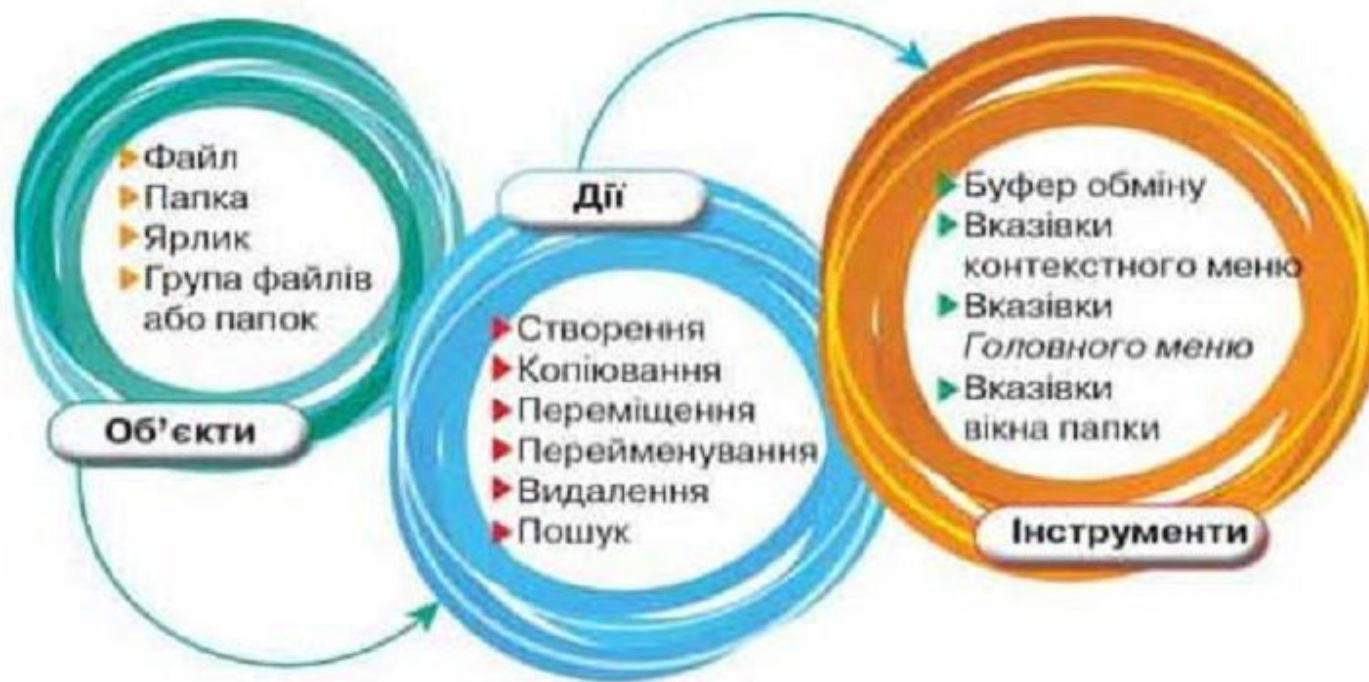 Файл
Папка
Ярлик
Група файлів
або папок
Об'єкти
Дії
Створення
Копіювання
Переміщення
Перейменування
Видалення
Пошук
Буфер обміну
Вказівки
контекстного меню
Вказівки
Головного меню
Вказівки
вікна папки
Інструменти